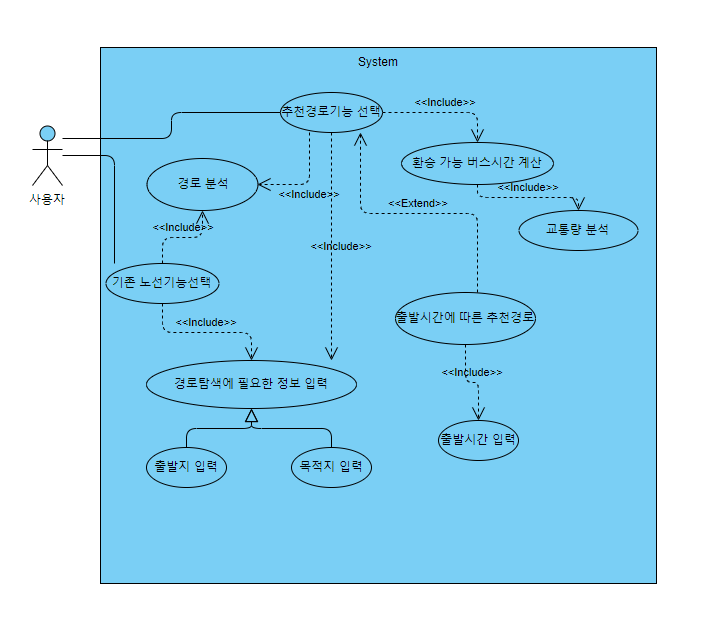 System
추천경로기능 선택
<<Include>>
환승 가능 버스시간 계산
사용자
경로 분석
<<Include>>
<<Include>>
<<Extend>>
교통량 분석
<<Include>>
<<Include>>
기존 노선기능선택
출발시간에 따른 추천경로
<<Include>>
<<Include>>
경로탐색에 필요한 정보 입력
출발시간 입력
출발지 입력
목적지 입력